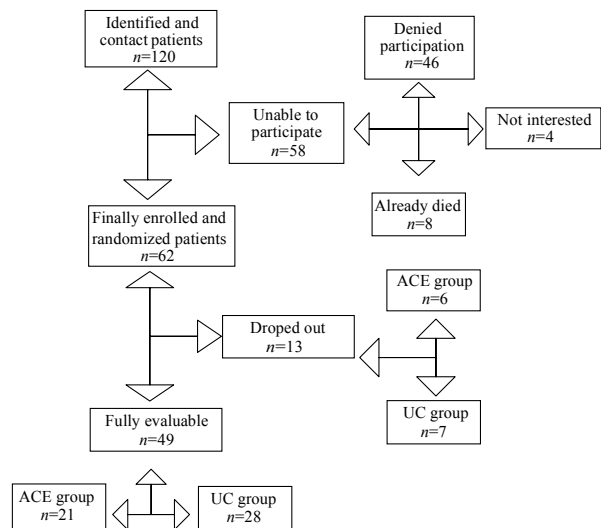 Identified and
contact patients
n=120
Denied
participation
n=46
Unable to
participate
n=58
Not interested
n=4
Already died
n=8
Finally enrolled and
randomized patients
n=62
ACE group
n=6
Droped out
n=13
UC group
n=7
Fully evaluable
n=49
ACE group
n=21
UC group
n=28